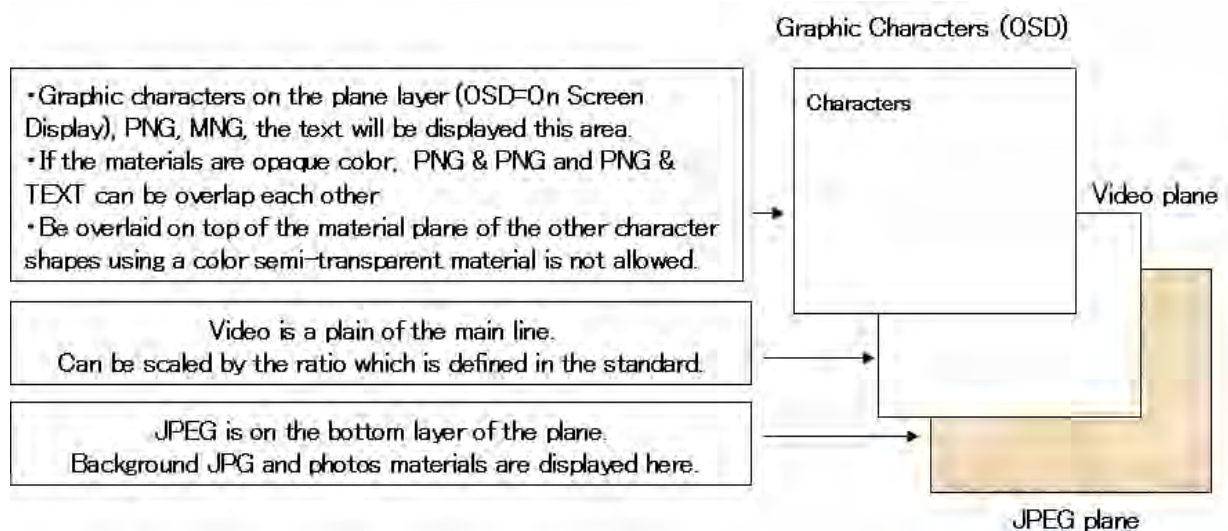 Graphic Characters (OSD)
・Graphic characters on the plane layer (OSD=On Screen
Display), PNG, MNG, the text will be displayed this area.
・If the materials are opaque color, PNG & PNG and PNG &
TEXT can be overlap each other
・Be overlaid on top of the material plane of the other character
shapes using a color semi-transparent material is not allowed.
Characters
Video plane
Video is a plain of the main line.
Can be scaled by the ratio which is defined in the standard.
JPEG is on the bottom layer of the plane.
Background JPG and photos materials are displayed here.
JPEG plane